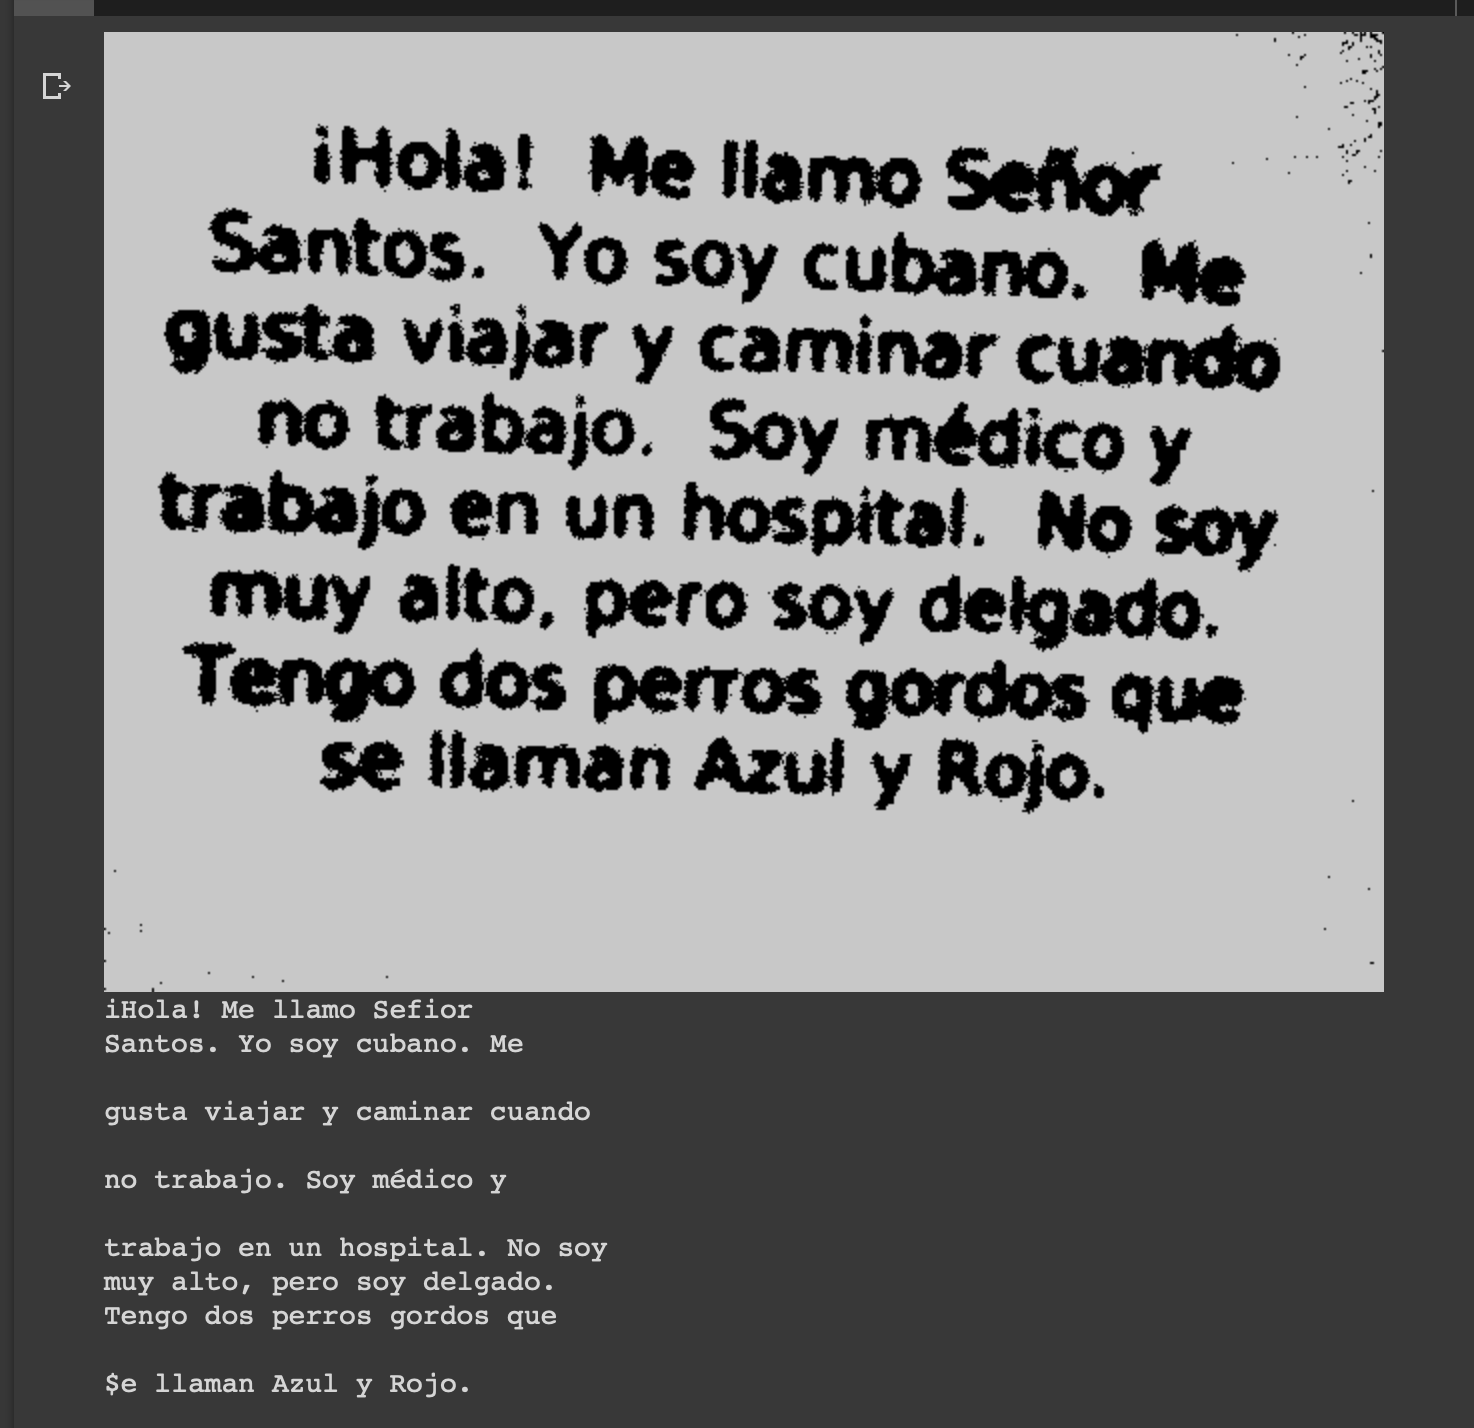 ¡Hola! Me llamo Señor
Santos. Yo soy cubano. Me
gusta viajar y caminar cuando
no trabajo. Soy médico y
trabajo en un hospital. No soy
muy alto, pero soy delgado.
Tengo dos perros gordos que
se llaman Azul y Rojo.
iHola! Me llamo Sefior
Santos. Yo soy cubano. Me
gusta viajar y caminar cuando
no trabajo. Soy médico y
trabajo en un hospital. No soy
muy alto, pero soy delgado.
Tengo dos perros gordos que
$e llaman Azul y Rojo.